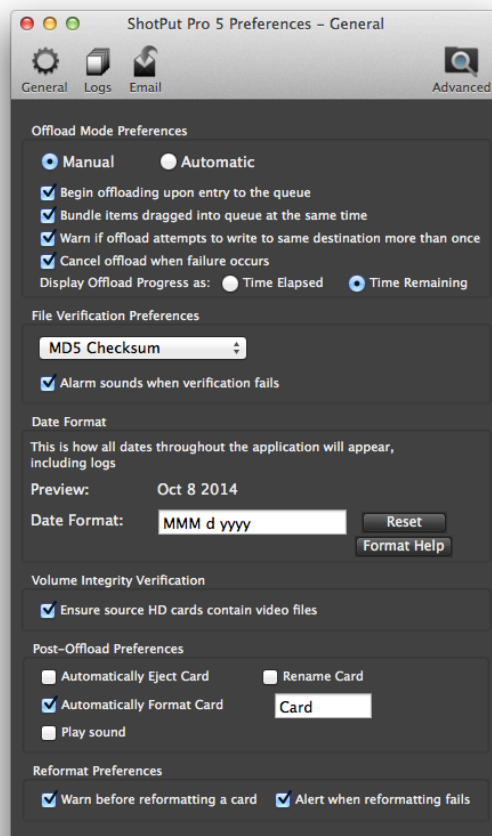 ShotPut Pro 5 Preferences – General
General Logs Email Advanced
Offload Mode Preferences
Manual Automatic
Begin offloading upon entry to the queue
Bundle items dragged into queue at the same time
Warn if offload attempts to write to same destination more than once
Cancel offload when failure occurs
Display Offload Progress as: Time Elapsed Time Remaining
File Verification Preferences
MD5 Checksum
Alarm sounds when verification fails
Date Format
This is how all dates throughout the application will appear,
including logs
Preview: Oct 8 2014
Date Format: MMM d yyyy Reset
Format Help
Volume Integrity Verification
Ensure source HD cards contain video files
Post-Offload Preferences
Automatically Eject Card Rename Card
Automatically Format Card Card
Play sound
Reformat Preferences
Warn before reformatting a card Alert when reformatting fails